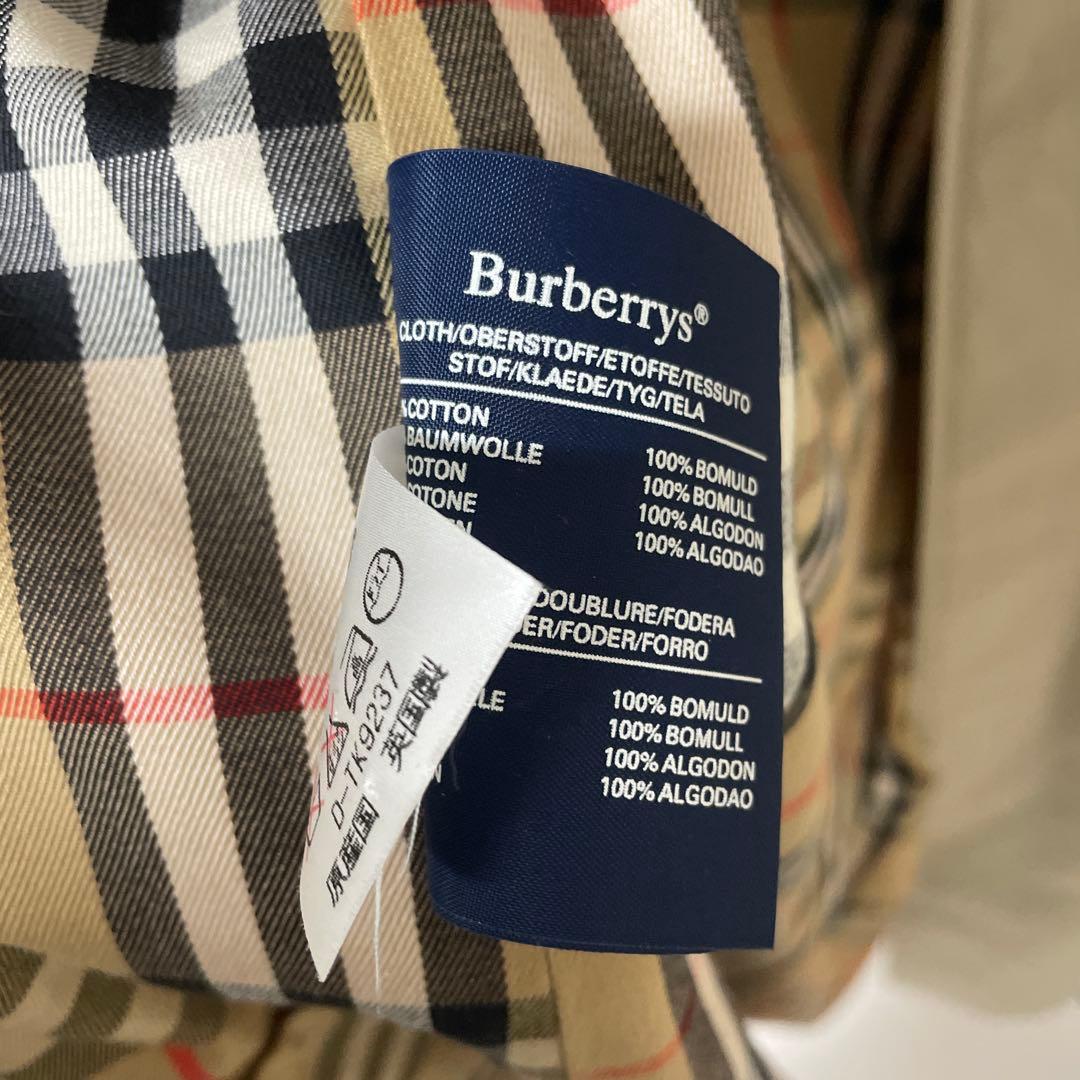 Burberrys®
CLOTH/OBERSTOFF/ETOFFE/TESSUTO
STOF/KLAEDE/TYG/TELA
COTTON
BAUMWOLLE
COTON
100% BOMULD
100% BOMULL
100% ALGODON
100% ALGODAO
DOUBLURE/FODERA
ER/FODER/FORRO
LE
100% BOMULD
100% BOMULL
100% ALGODON
100% ALGODAO
D-TK9237
原産国 英国製